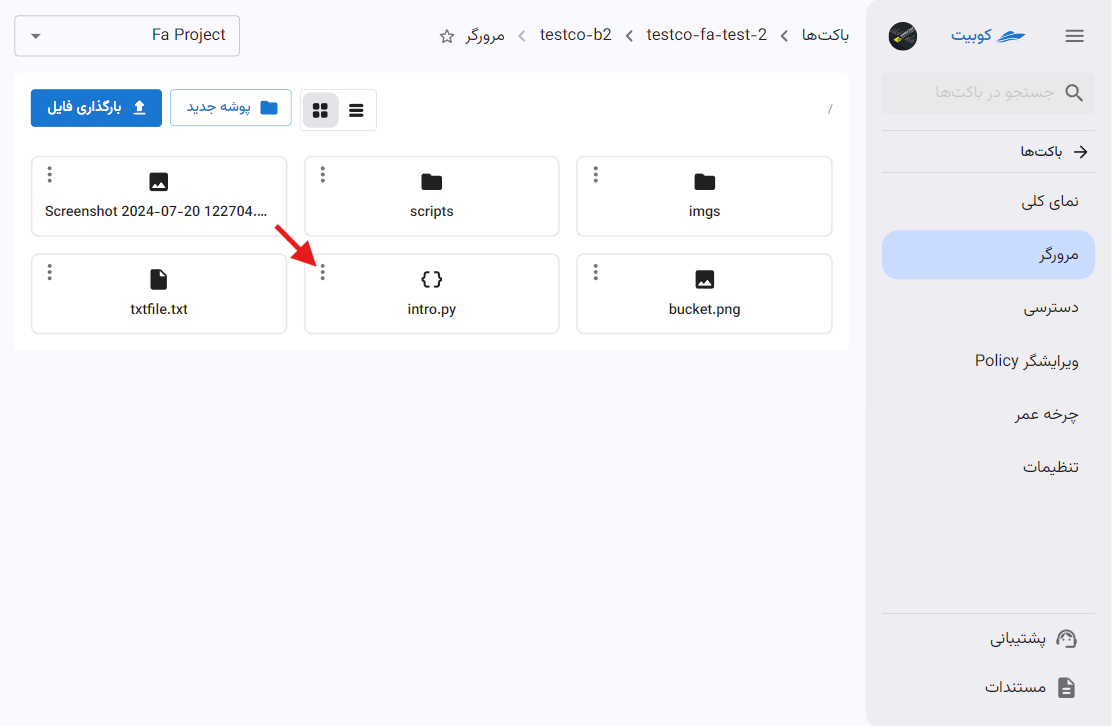 کوبیت
جستجو در باکت‌ها
باکت‌ها
نمای کلی
مرورگر
دسترسی
ویرایشگر Policy
چرخه عمر
تنظیمات
پشتیبانی
مستندات
باکت‌ها > testco-fa-test-2 > testco-b2 > مرورگر
Fa Project
/
پوشه جدید
بارگذاری فایل
imgs
scripts
Screenshot 2024-07-20 122704....
bucket.png
intro.py
txtfile.txt